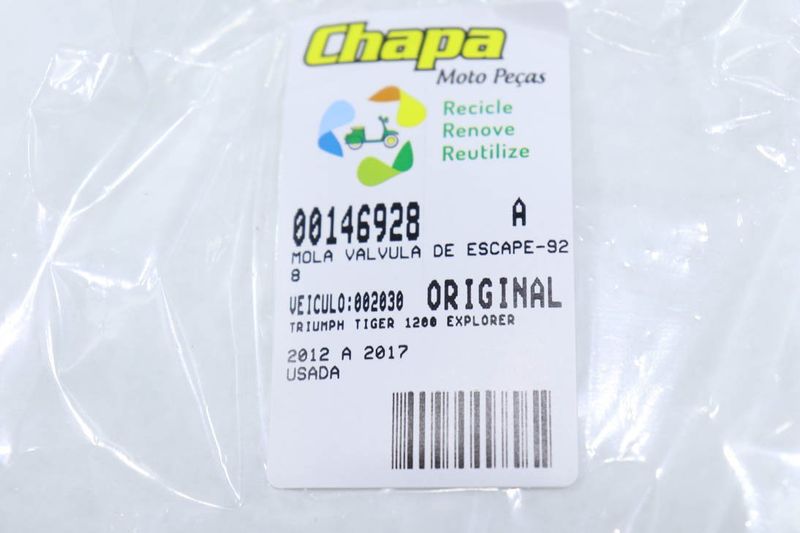 Chapa
Moto Peças
Recicle
Renove
Reutilize
00146928 A
MOLA VALVULA DE ESCAPE-92
8
VEICULO:002030 ORIGINAL
TRIUMPH TIGER 1200 EXPLORER
2012 A 2017
USADA